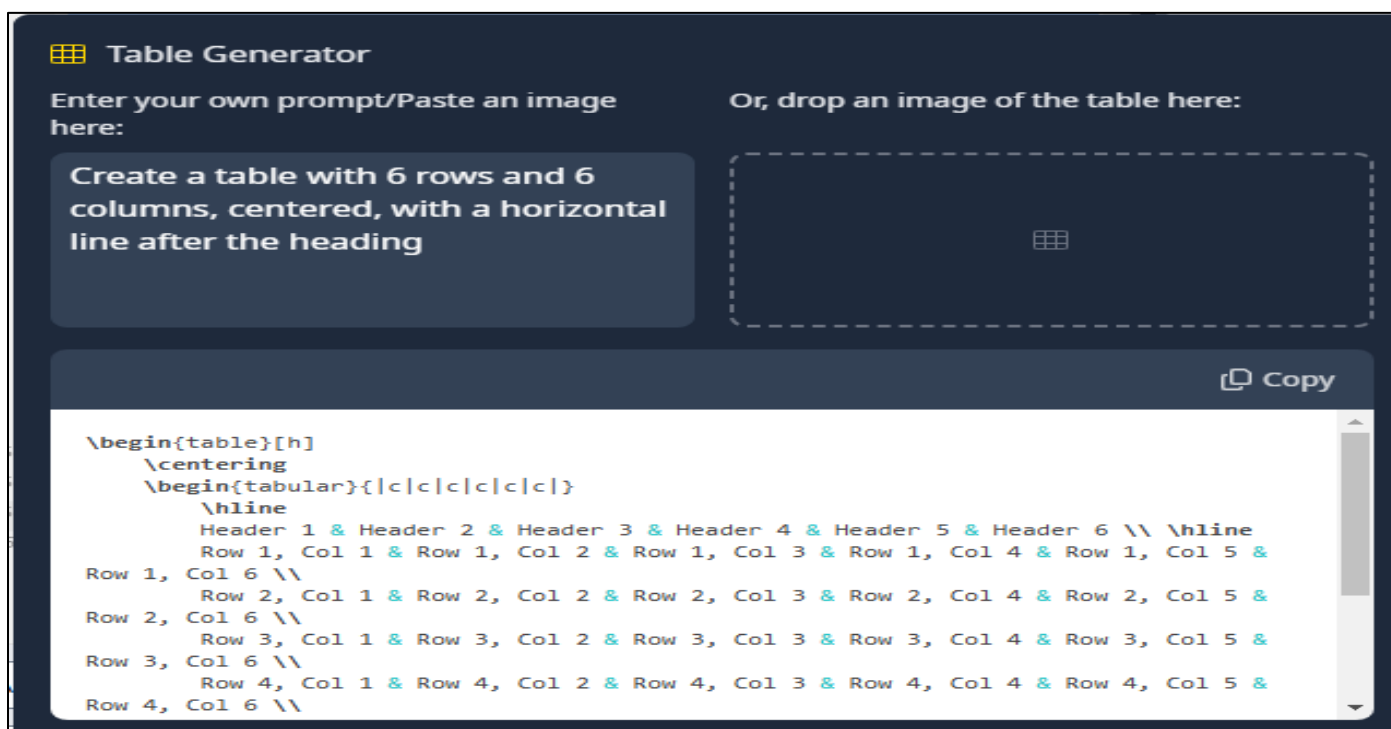 Table Generator
Enter your own prompt/Paste an image
here:
Or, drop an image of the table here:
Create a table with 6 rows and 6
columns, centered, with a horizontal
line after the heading
Copy
\begin{table}[h]
\centering
\begin{tabular}{|c|c|c|c|c|c|}
\hline
Header 1 & Header 2 & Header 3 & Header 4 & Header 5 & Header 6 \\ \hline
Row 1, Col 1 & Row 1, Col 2 & Row 1, Col 3 & Row 1, Col 4 & Row 1, Col 5 &
Row 1, Col 6 \\
Row 2, Col 1 & Row 2, Col 2 & Row 2, Col 3 & Row 2, Col 4 & Row 2, Col 5 &
Row 2, Col 6 \\
Row 3, Col 1 & Row 3, Col 2 & Row 3, Col 3 & Row 3, Col 4 & Row 3, Col 5 &
Row 3, Col 6 \\
Row 4, Col 1 & Row 4, Col 2 & Row 4, Col 3 & Row 4, Col 4 & Row 4, Col 5 &
Row 4, Col 6 \\